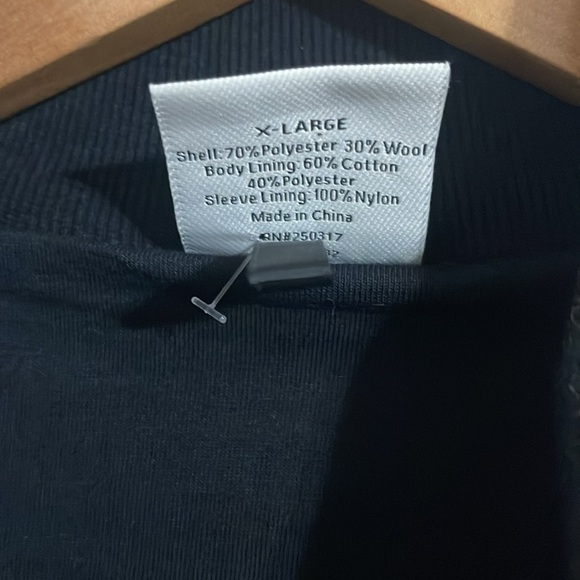 X-LARGE
Shell: 70% Polyester 30% Wool
Body Lining: 60% Cotton
40% Polyester
Sleeve Lining: 100% Nylon
Made in China
RN#250317